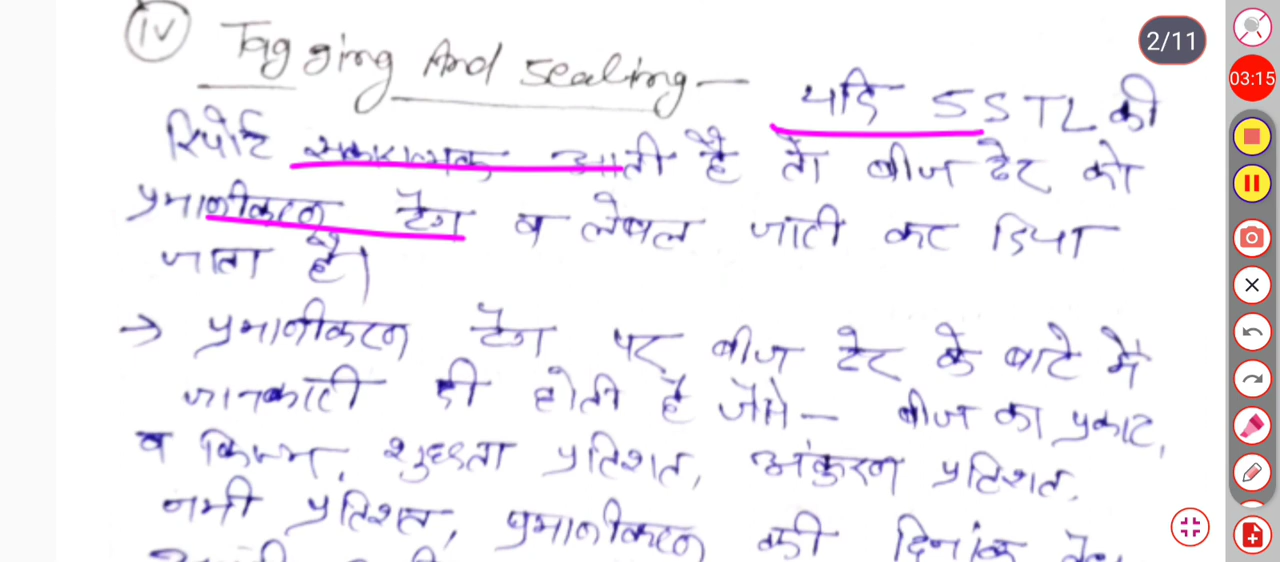 2/11
03:15
(iv) Tagging And Sealing —
यदि SSTL की
रिपोर्ट सकारात्मक आती है तो बीज ढेर को
प्रमाणीकरण टैग व लेबल जारी कर दिया
जाता है।
→ प्रमाणीकरण टैग पर बीज ढेर के बारे में
जानकारी दी होती है जैसे — बीज का प्रकार,
व किस्म, शुद्धता प्रतिशत, अंकुरण प्रतिशत,
नमी प्रतिशत, प्रमाणीकरण की दिनांक